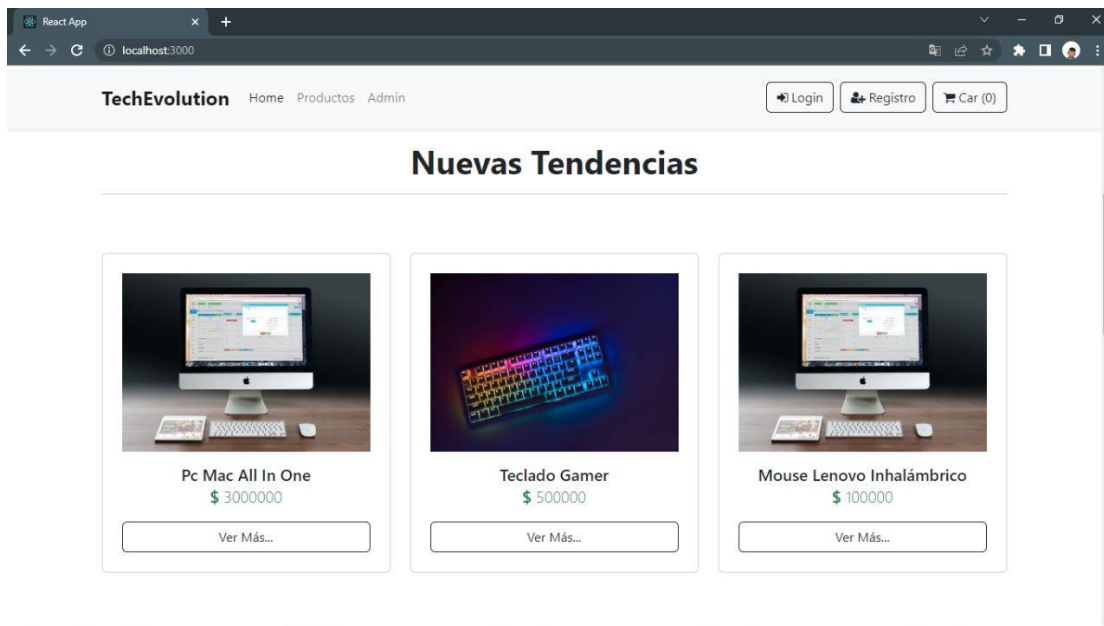 React App
localhost:3000
TechEvolution Home Productos Admin Login Registro Car (0)
Nuevas Tendencias
Pc Mac All In One
$ 3000000
Ver Más...
Teclado Gamer
$ 500000
Ver Más...
Mouse Lenovo Inhalámbrico
$ 100000
Ver Más...